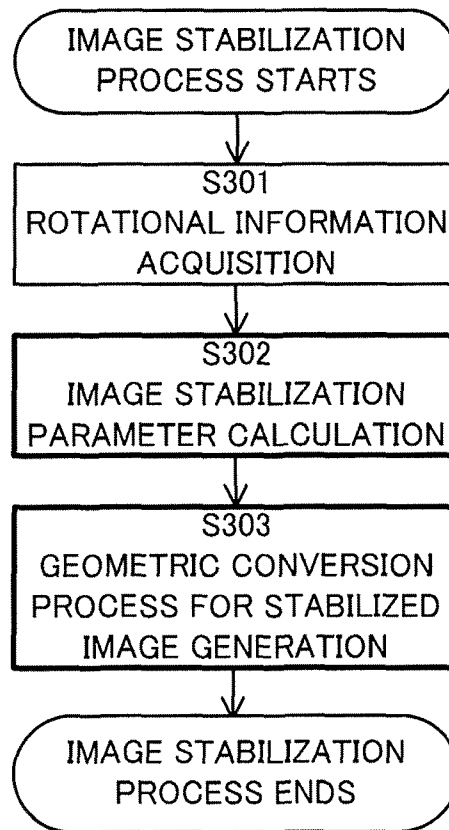 IMAGE STABILIZATION
PROCESS STARTS
S301
ROTATIONAL INFORMATION
ACQUISITION
S302
IMAGE STABILIZATION
PARAMETER CALCULATION
S303
GEOMETRIC CONVERSION
PROCESS FOR STABILIZED
IMAGE GENERATION
IMAGE STABILIZATION
PROCESS ENDS